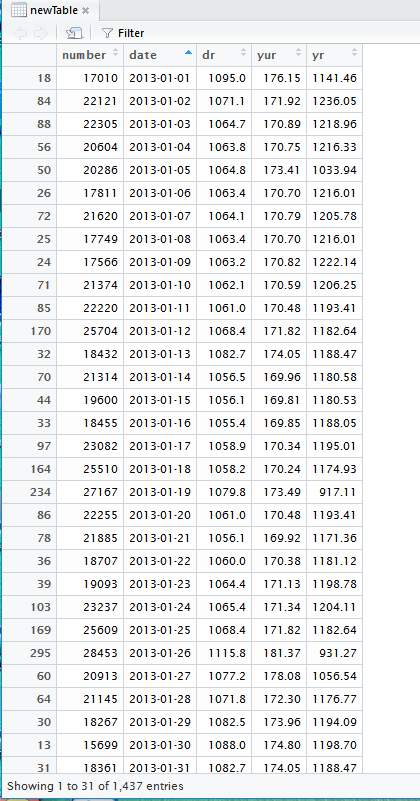 newTable
Filter
number date dr yur yr
18 17010 2013-01-01 1095.0 176.15 1141.46
84 22121 2013-01-02 1071.1 171.92 1236.05
88 22305 2013-01-03 1064.7 170.89 1218.96
56 20604 2013-01-04 1063.8 170.75 1216.33
50 20286 2013-01-05 1064.8 173.41 1033.94
26 17811 2013-01-06 1063.4 170.70 1216.01
72 21620 2013-01-07 1064.1 170.79 1205.78
25 17749 2013-01-08 1063.4 170.70 1216.01
24 17566 2013-01-09 1063.2 170.82 1222.14
71 21374 2013-01-10 1062.1 170.59 1206.25
85 22220 2013-01-11 1061.0 170.48 1193.41
170 25704 2013-01-12 1068.4 171.82 1182.64
32 18432 2013-01-13 1082.7 174.05 1188.47
70 21314 2013-01-14 1056.5 169.96 1180.58
44 19600 2013-01-15 1056.1 169.81 1180.53
33 18455 2013-01-16 1055.4 169.85 1188.05
97 23082 2013-01-17 1058.9 170.34 1195.01
164 25510 2013-01-18 1058.2 170.24 1174.93
234 27167 2013-01-19 1079.8 173.49 917.11
86 22255 2013-01-20 1061.0 170.48 1193.41
78 21885 2013-01-21 1056.1 169.92 1171.36
36 18707 2013-01-22 1060.0 170.38 1181.12
39 19093 2013-01-23 1064.4 171.13 1198.78
103 23237 2013-01-24 1065.4 171.34 1204.11
169 25609 2013-01-25 1068.4 171.82 1182.64
295 28453 2013-01-26 1115.8 181.37 931.27
60 20913 2013-01-27 1077.2 178.08 1056.54
64 21145 2013-01-28 1071.8 172.30 1176.77
30 18267 2013-01-29 1082.5 173.96 1194.09
13 15699 2013-01-30 1088.0 174.80 1198.70
31 18361 2013-01-31 1082.7 174.05 1188.47
Showing 1 to 31 of 1,437 entries